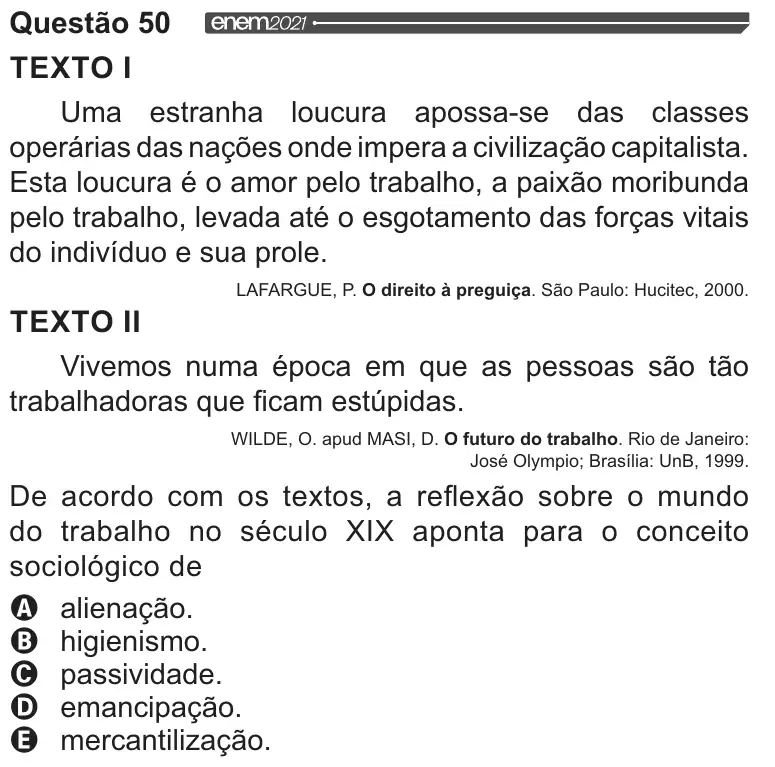 Questão 50 enem2021
TEXTO I
Uma estranha loucura apossa-se das classes
operárias das nações onde impera a civilização capitalista.
Esta loucura é o amor pelo trabalho, a paixão moribunda
pelo trabalho, levada até o esgotamento das forças vitais
do indivíduo e sua prole.
LAFARGUE, P. O direito à preguiça. São Paulo: Hucitec, 2000.
TEXTO II
Vivemos numa época em que as pessoas são tão
trabalhadoras que ficam estúpidas.
WILDE, O. apud MASI, D. O futuro do trabalho. Rio de Janeiro:
José Olympio; Brasília: UnB, 1999.
De acordo com os textos, a reflexão sobre o mundo
do trabalho no século XIX aponta para o conceito
sociológico de
A alienação.
B higienismo.
C passividade.
D emancipação.
E mercantilização.